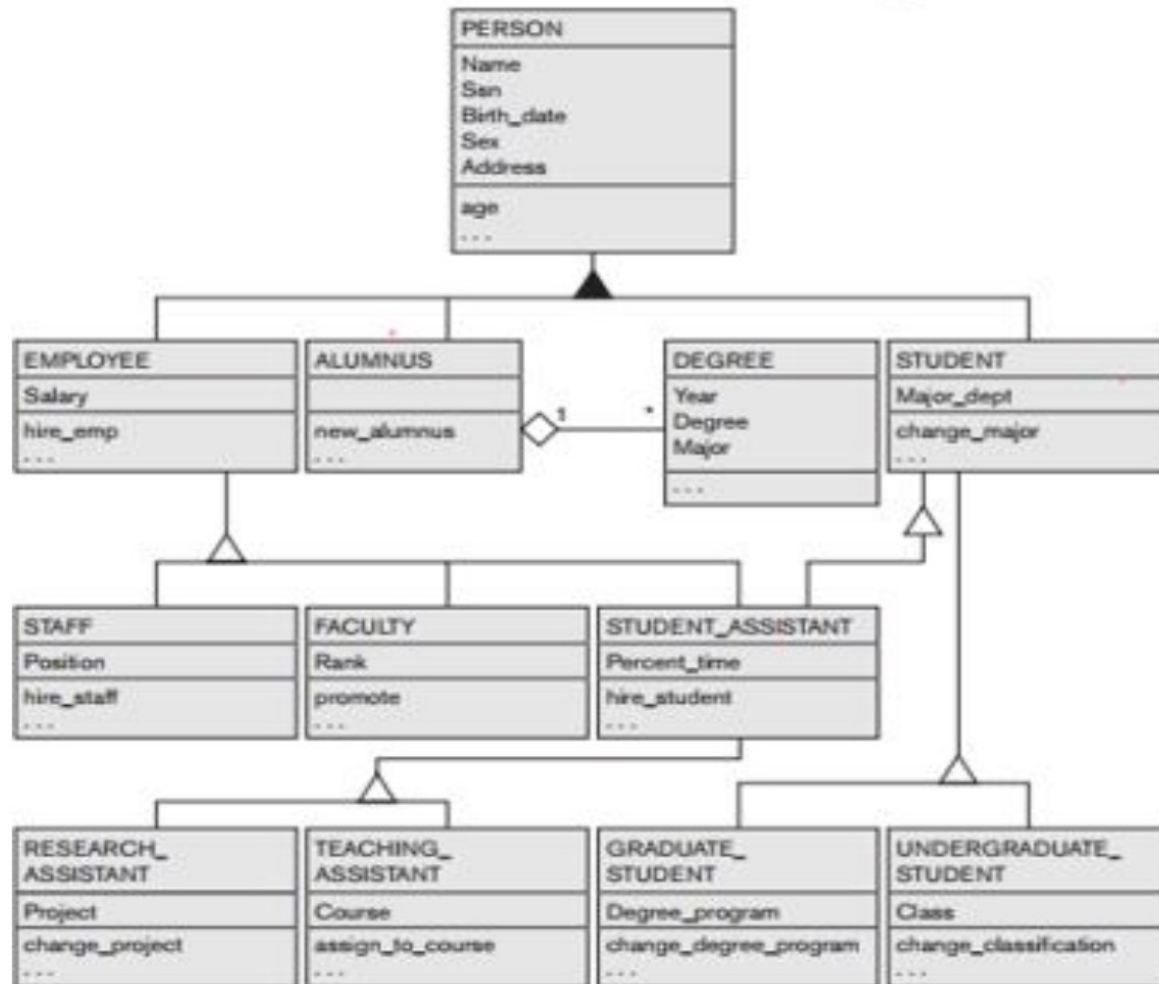 PERSON
Name
Ssn
Birth_date
Sex
Address
age
...
EMPLOYEE
Salary
hire_emp
...
ALUMNUS
new_alumnus
...
1
*
DEGREE
Year
Degree
Major
...
STUDENT
Major_dept
change_major
...
STAFF
Position
hire_staff
...
FACULTY
Rank
promote
...
STUDENT_ASSISTANT
Percent_time
hire_student
...
RESEARCH_
ASSISTANT
Project
change_project
...
TEACHING_
ASSISTANT
Course
assign_to_course
...
GRADUATE_
STUDENT
Degree_program
change_degree_program
...
UNDERGRADUATE_
STUDENT
Class
change_classification
...